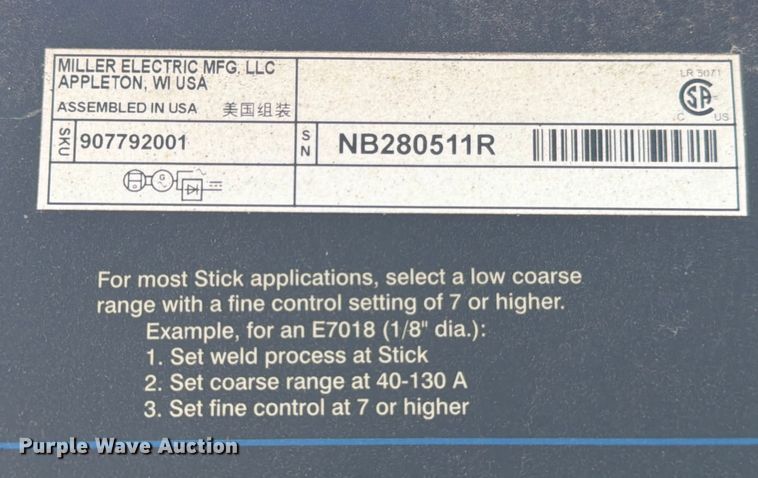 MILLER ELECTRIC MFG, LLC
APPLETON, WI USA
ASSEMBLED IN USA 美国组装
LR 5071
CSA
C US
SKU 907792001
SN NB280511R
G
For most Stick applications, select a low coarse
range with a fine control setting of 7 or higher.
Example, for an E7018 (1/8" dia.):
1. Set weld process at Stick
2. Set coarse range at 40-130 A
3. Set fine control at 7 or higher
Purple Wave Auction